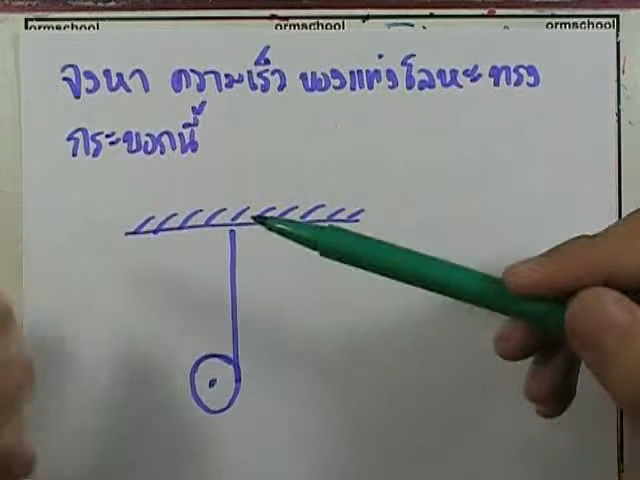 ormschool ormschool ormschool
จงหา ความเร็ว ของแท่งโลหะทรง
กระบอกนี้